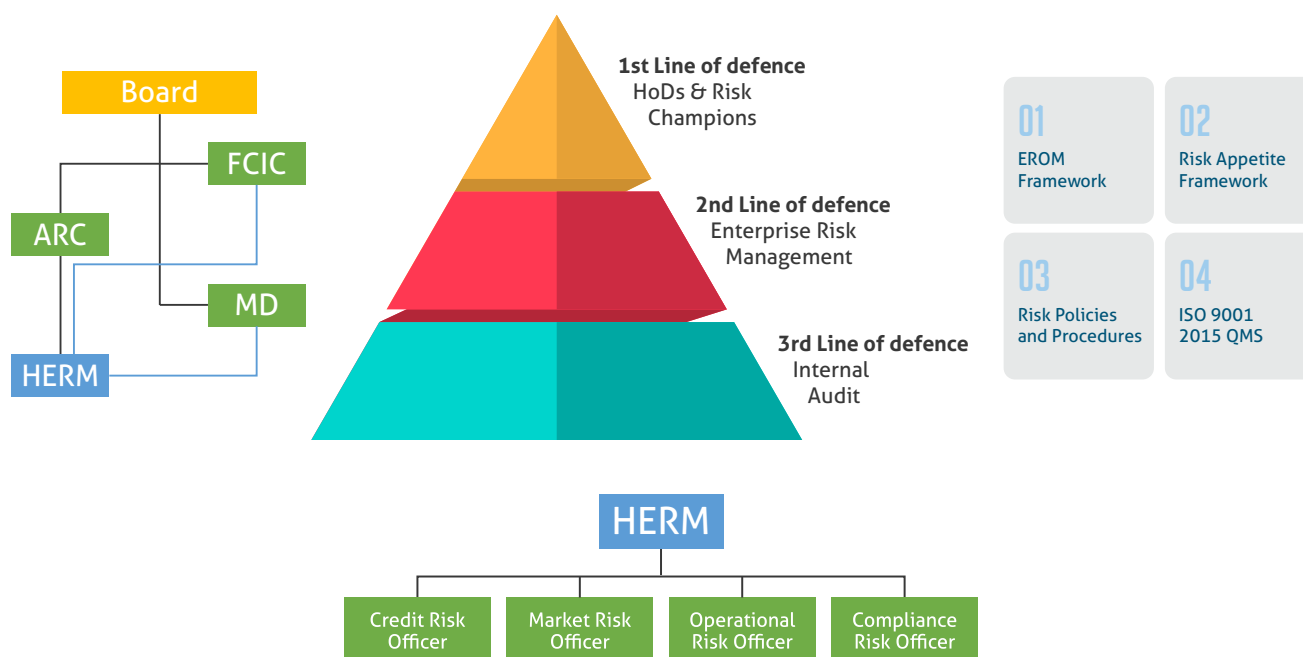 Board
FCIC
ARC
MD
HERM
1st Line of defence
HoDs & Risk
Champions
2nd Line of defence
Enterprise Risk
Management
3rd Line of defence
Internal
Audit
01
EROM
Framework
02
Risk Appetite
Framework
03
Risk Policies
and Procedures
04
ISO 9001
2015 QMS
HERM
Credit Risk
Officer
Market Risk
Officer
Operational
Risk Officer
Compliance
Risk Officer